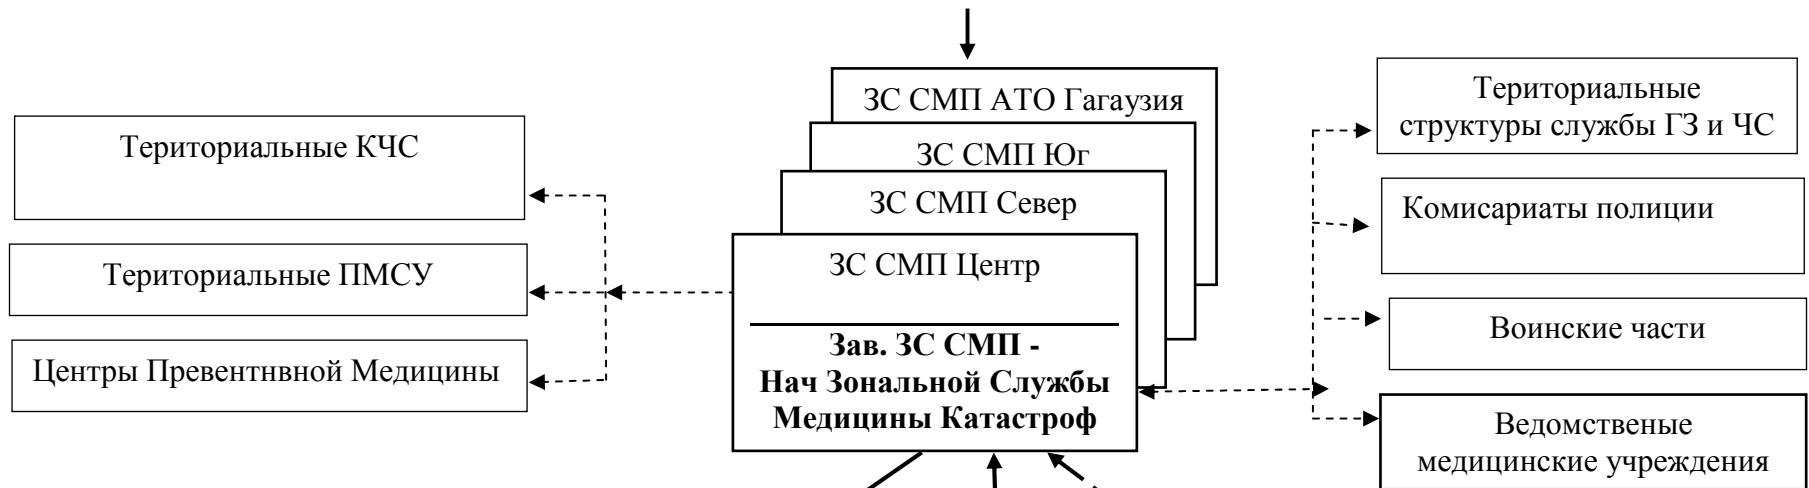 Териториальные КЧС
Териториальные ПМСУ
Центры Превентнвной Медицины
ЗС СМП АТО Гагаузия
ЗС СМП Юг
ЗС СМП Север
ЗС СМП Центр
Зав. ЗС СМП -
Нач Зональной Службы
Медицины Катастроф
Териториальные
структуры службы ГЗ и ЧС
Комисариаты полиции
Воинские части
Ведомственые
медицинские учреждения